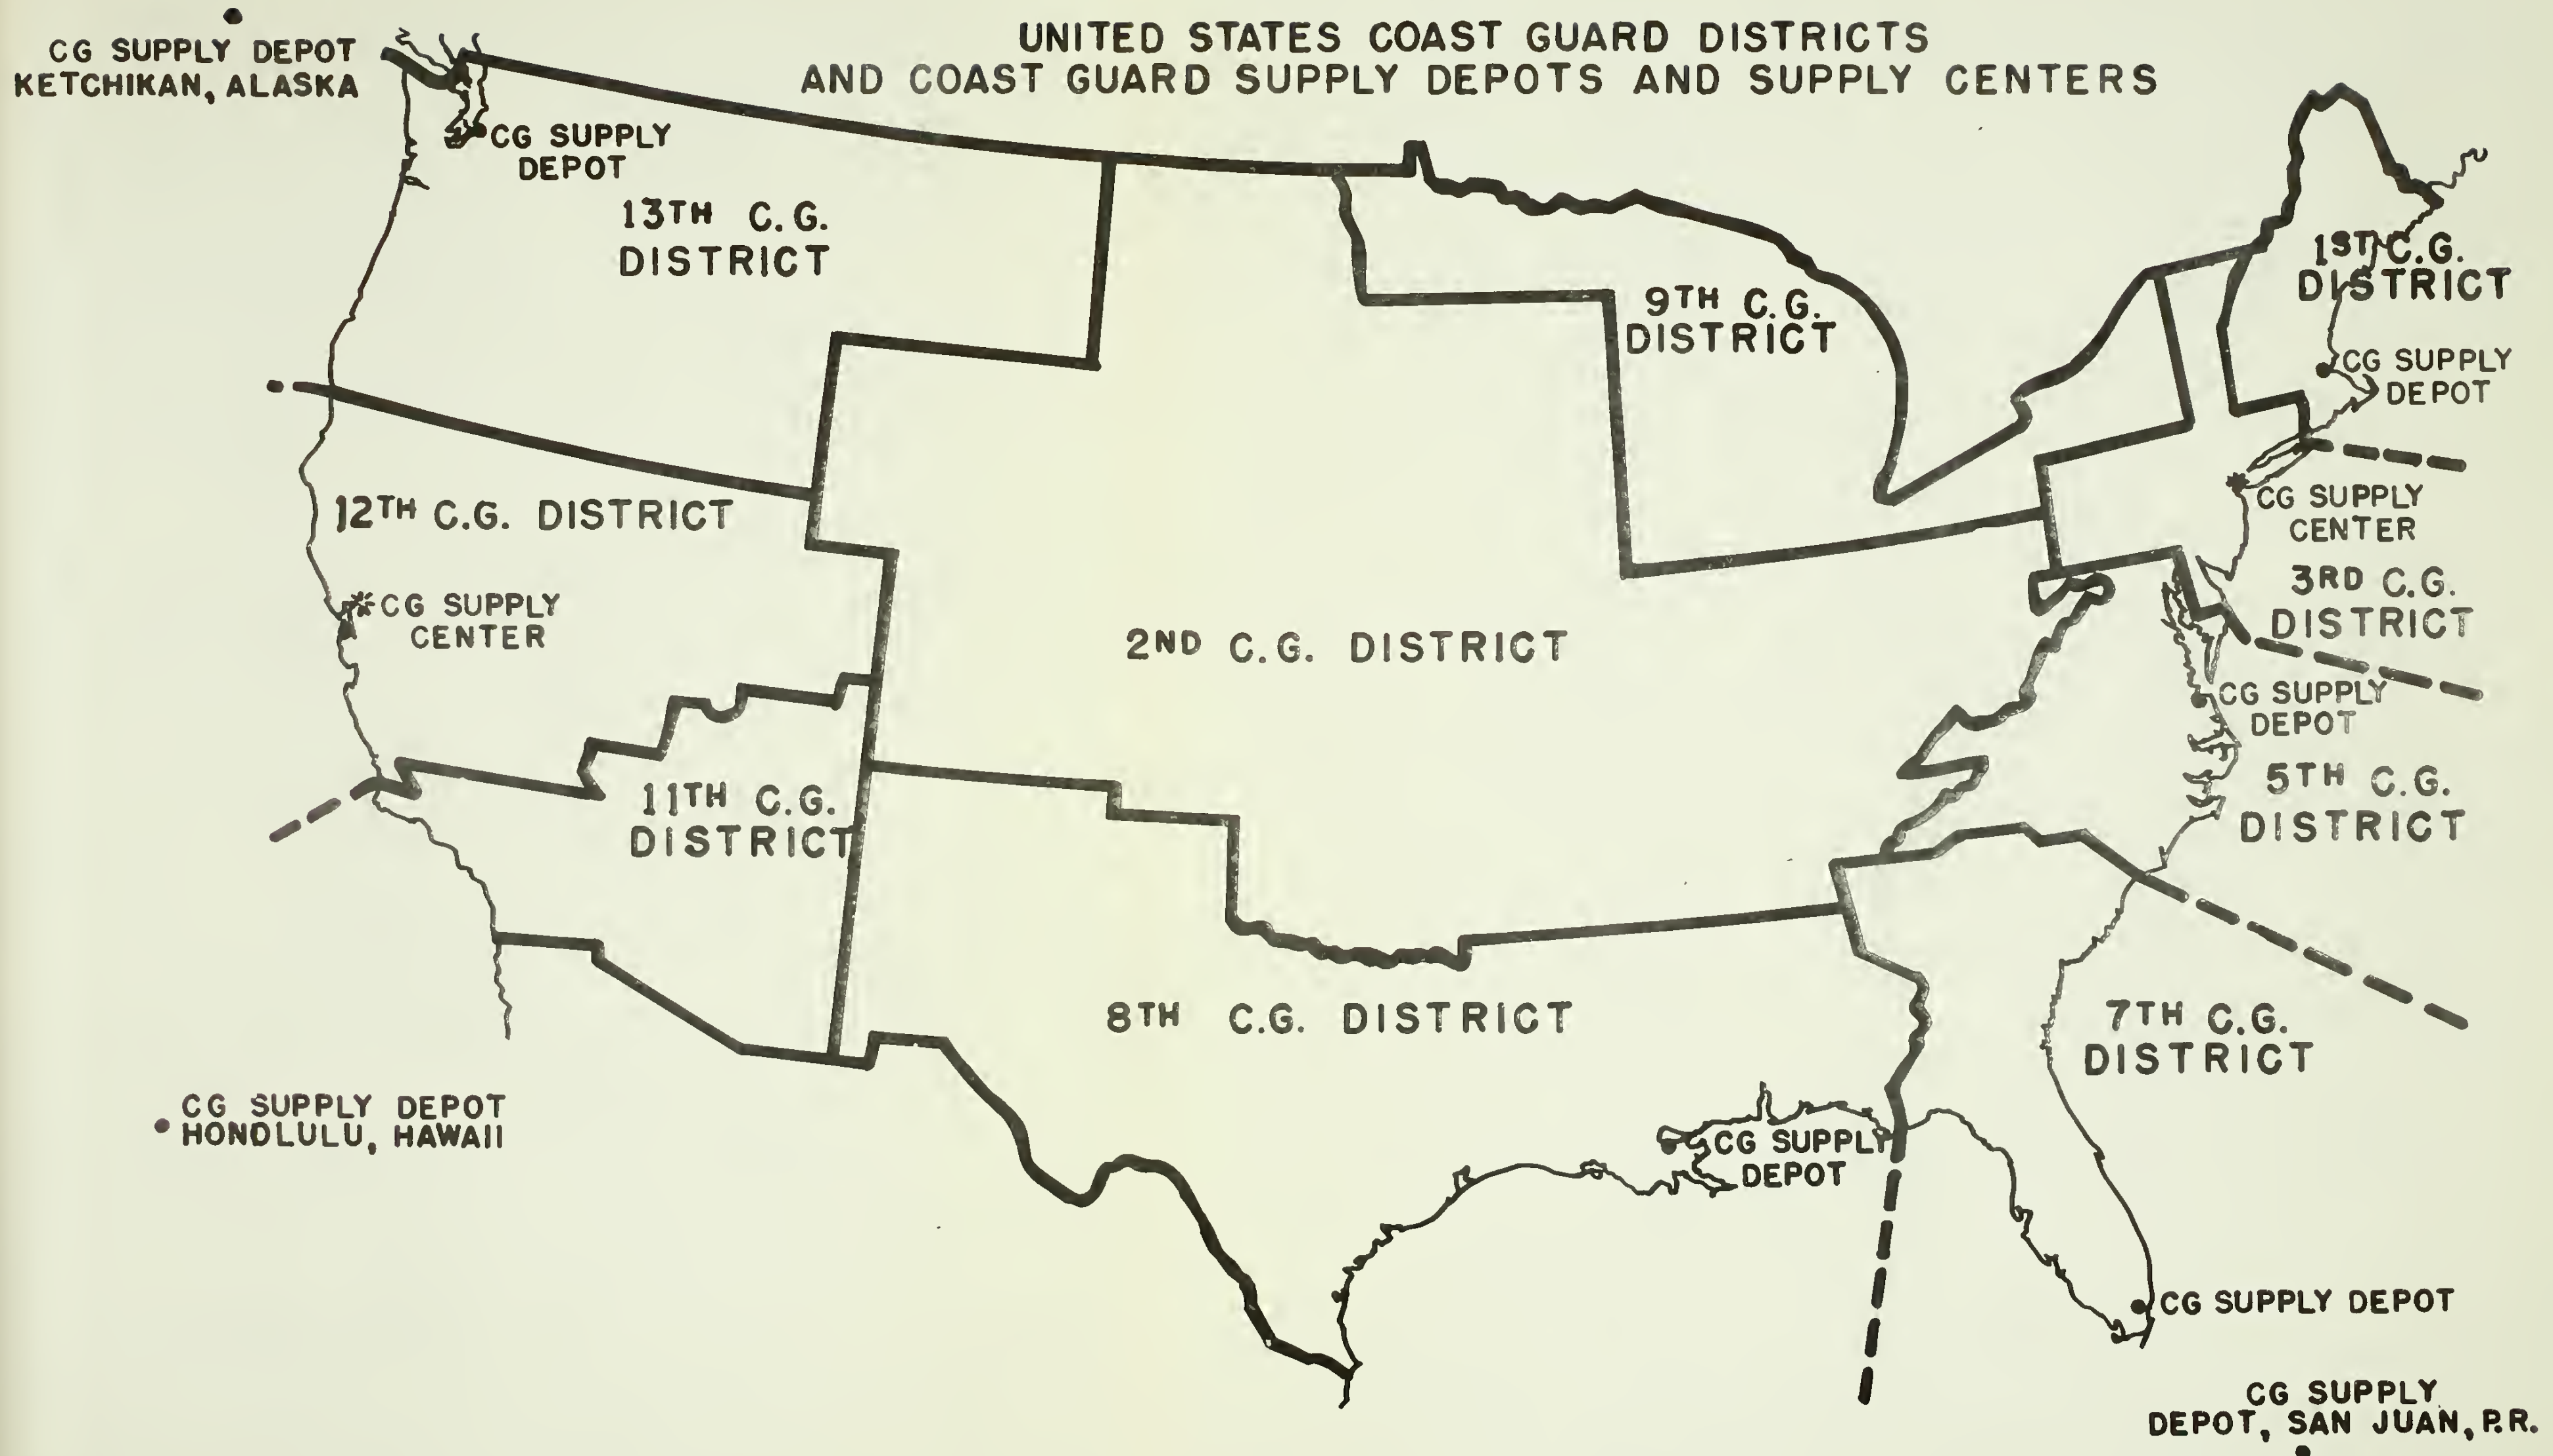 UNITED STATES COAST GUARD DISTRICTS
AND COAST GUARD SUPPLY DEPOTS AND SUPPLY CENTERS
CG SUPPLY DEPOT
KETCHIKAN, ALASKA
CG SUPPLY
DEPOT
13TH C.G.
DISTRICT
9TH C.G.
DISTRICT
1ST C.G.
DISTRICT
CG SUPPLY
DEPOT
12TH C.G. DISTRICT
CG SUPPLY
CENTER
CG SUPPLY
CENTER
3RD C.G.
DISTRICT
2ND C.G. DISTRICT
CG SUPPLY
DEPOT
5TH C.G.
DISTRICT
11TH C.G.
DISTRICT
8TH C.G. DISTRICT
7TH C.G.
DISTRICT
CG SUPPLY DEPOT
HONOLULU, HAWAII
CG SUPPLY
DEPOT
CG SUPPLY DEPOT
CG SUPPLY
DEPOT, SAN JUAN, P.R.